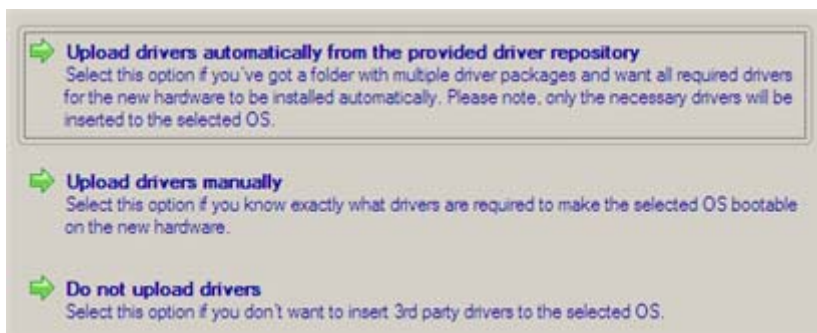 Upload drivers automatically from the provided driver repository
Select this option if you've got a folder with multiple driver packages and want all required drivers
for the new hardware to be installed automatically. Please note, only the necessary drivers will be
inserted to the selected OS.
Upload drivers manually
Select this option if you know exactly what drivers are required to make the selected OS bootable
on the new hardware.
Do not upload drivers
Select this option if you don't want to insert 3rd party drivers to the selected OS.